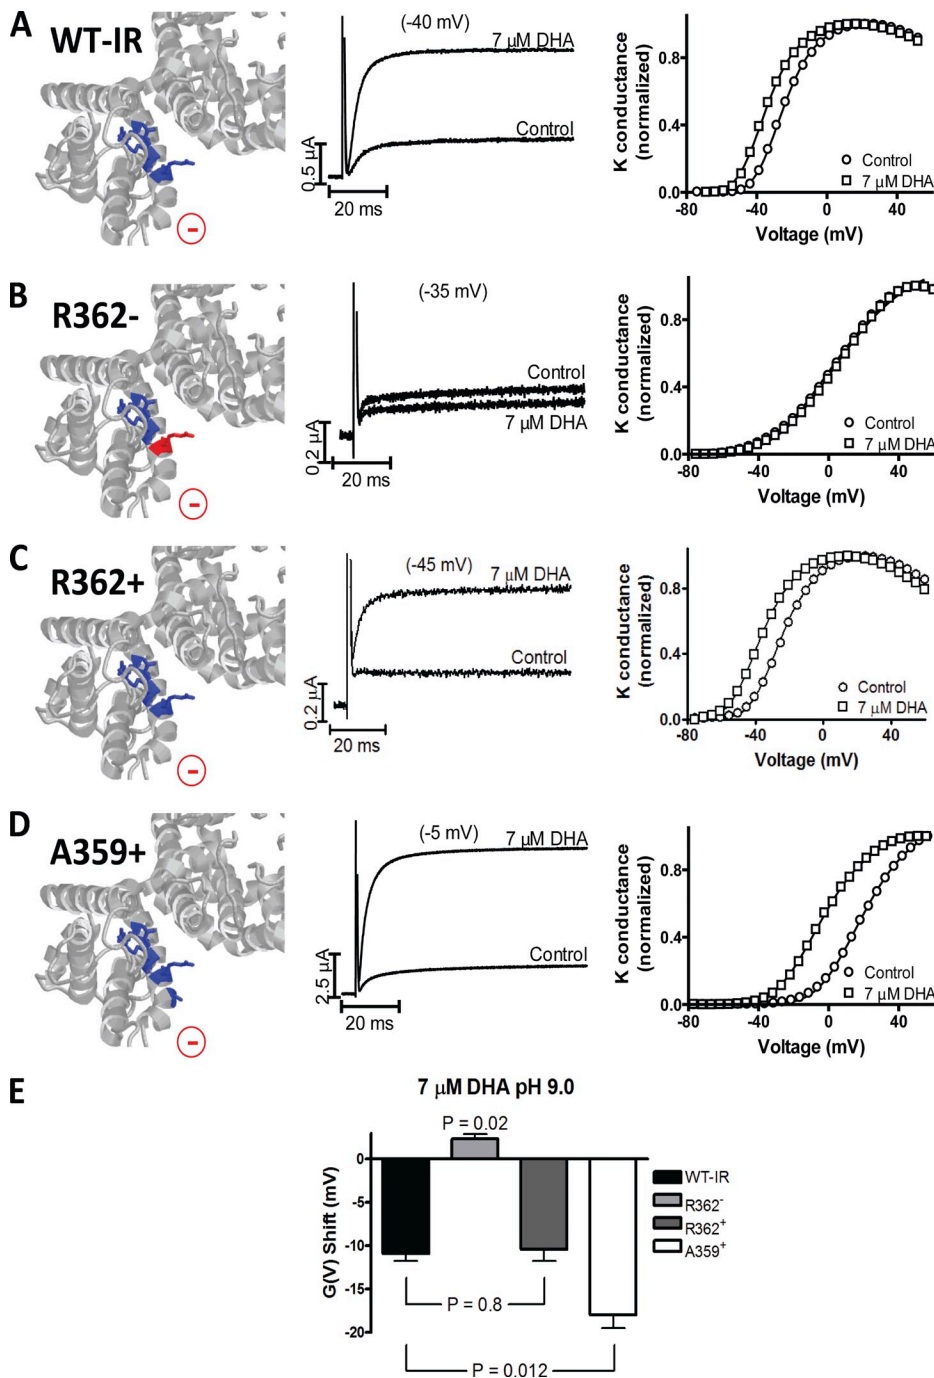 A
WT-IR
(-40 mV)
7 µM DHA
Control
0.5 µA
20 ms
K conductance
(normalized)
0.8
0.4
0.0
-80
-40
0
40
Voltage (mV)
Control
7 µM DHA
B
R362-
(-35 mV)
Control
7 µM DHA
0.2 µA
20 ms
K conductance
(normalized)
0.8
0.4
0.0
-80
-40
0
40
Voltage (mV)
Control
7 µM DHA
C
R362+
(-45 mV)
7 µM DHA
Control
0.2 µA
20 ms
K conductance
(normalized)
0.8
0.4
0.0
-80
-40
0
40
Voltage (mV)
Control
7 µM DHA
D
A359+
(-5 mV)
7 µM DHA
Control
2.5 µA
20 ms
K conductance
(normalized)
0.8
0.4
0.0
-80
-40
0
40
Voltage (mV)
Control
7 µM DHA
E
7 µM DHA pH 9.0
P = 0.02
G(V) Shift (mV)
0
-5
-10
-15
-20
P = 0.8
P = 0.012
WT-IR
R362⁻
R362⁺
A359⁺